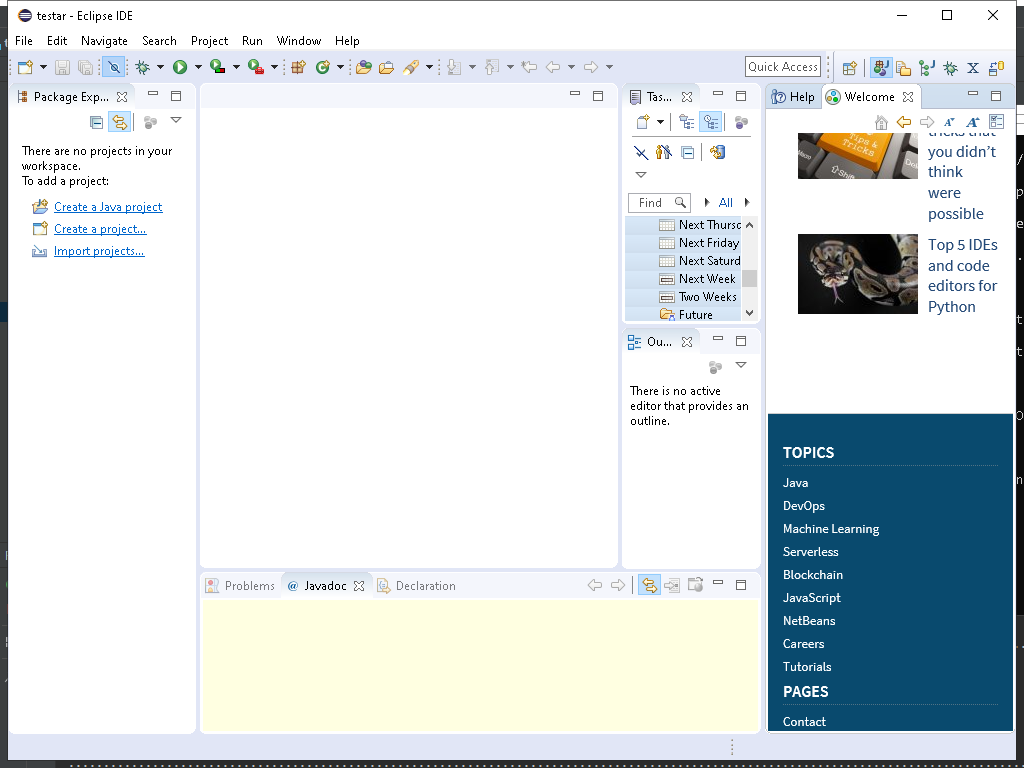 testar - Eclipse IDE
File Edit Navigate Search Project Run Window Help
Quick Access
Package Exp...
There are no projects in your
workspace.
To add a project:
Create a Java project
Create a project...
Import projects...
Tas...
Find
All
Next Thursd
Next Friday
Next Saturd
Next Week
Two Weeks
Future
Ou...
There is no active
editor that provides an
outline.
Problems
@ Javadoc
Declaration
Help
Welcome
Tips &
Tricks
Shift
tricks that
you didn’t
think
were
possible
Top 5 IDEs
and code
editors for
Python
TOPICS
Java
DevOps
Machine Learning
Serverless
Blockchain
JavaScript
NetBeans
Careers
Tutorials
PAGES
Contact